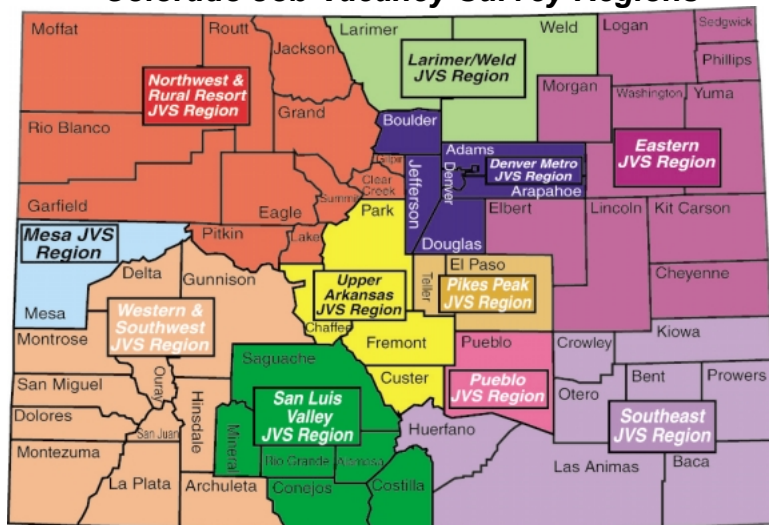 Colorado Job Vacancy Survey Regions
Moffat
Routt
Jackson
Larimer
Weld
Logan
Sedgwick
Phillips
Northwest &
Rural Resort
JVS Region
Larimer/Weld
JVS Region
Morgan
Washington
Yuma
Grand
Rio Blanco
Boulder
Adams
Eastern
JVS Region
Gilpin
Clear
Creek
Jefferson
Denver
Denver Metro
JVS Region
Arapahoe
Garfield
Eagle
Summit
Park
Douglas
Elbert
Lincoln
Kit Carson
Mesa JVS
Region
Pitkin
Lake
Delta
Gunnison
Teller
El Paso
Cheyenne
Upper
Arkansas
JVS Region
Pikes Peak
JVS Region
Mesa
Western &
Southwest
JVS Region
Chaffee
Montrose
Fremont
Pueblo
Crowley
Kiowa
Saguache
Ouray
Hinsdale
Custer
Pueblo
JVS Region
Otero
Bent
Prowers
San Miguel
San Luis
Valley
JVS Region
Southeast
JVS Region
Dolores
San Juan
Mineral
Huerfano
Montezuma
Rio Grande
Alamosa
Las Animas
Baca
La Plata
Archuleta
Conejos
Costilla